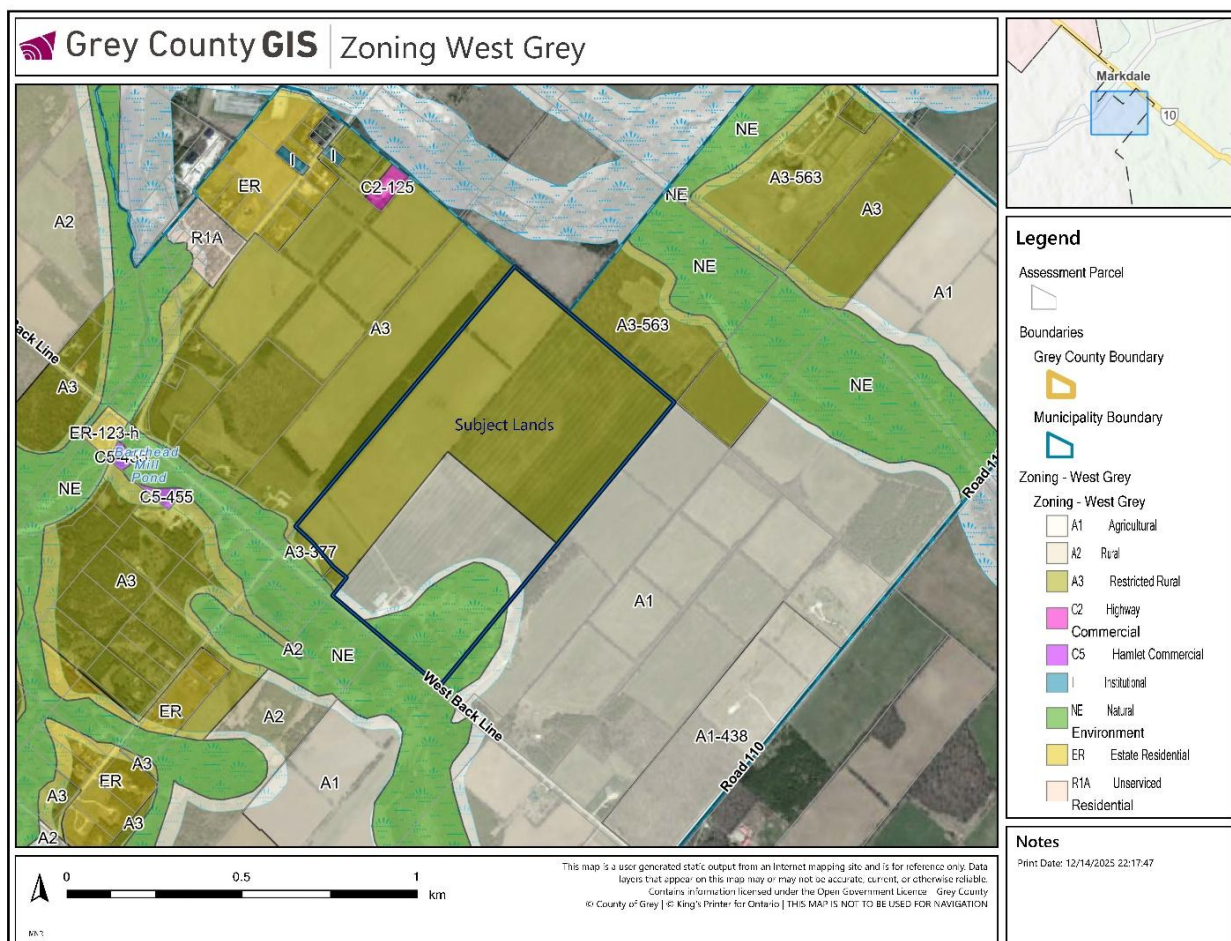 Grey County GIS Zoning West Grey
Markdale
10
NE
ER
I
I
C2-125
A3-563
A3
NE
A2
R1A
NE
A1
A3
A3-563
NE
Back Line
A3
Subject Lands
ER-123-h
Barrhead
Mill
Pond
C5-455
NE
A3-377
A3
A1
A2
NE
West Back Line
ER
A2
A1-438
Road 110
A3
ER
A1
A3
A3
A2
Legend
Assessment Parcel
Boundaries
Grey County Boundary
Municipality Boundary
Zoning - West Grey
Zoning - West Grey
A1 Agricultural
A2 Rural
A3 Restricted Rural
C2 Highway
Commercial
C5 Hamlet Commercial
I Institutional
NE Natural
Environment
ER Estate Residential
R1A Unserviced
Residential
Notes
Print Date: 12/14/2025 22:17:47
0 0.5 1
km
This map is a user generated static output from an Internet mapping site and is for reference only. Data
layers that appear on this map may or may not be accurate, current, or otherwise reliable.
Contains information licensed under the Open Government Licence Grey County
© County of Grey | © King's Printer for Ontario | THIS MAP IS NOT TO BE USED FOR NAVIGATION